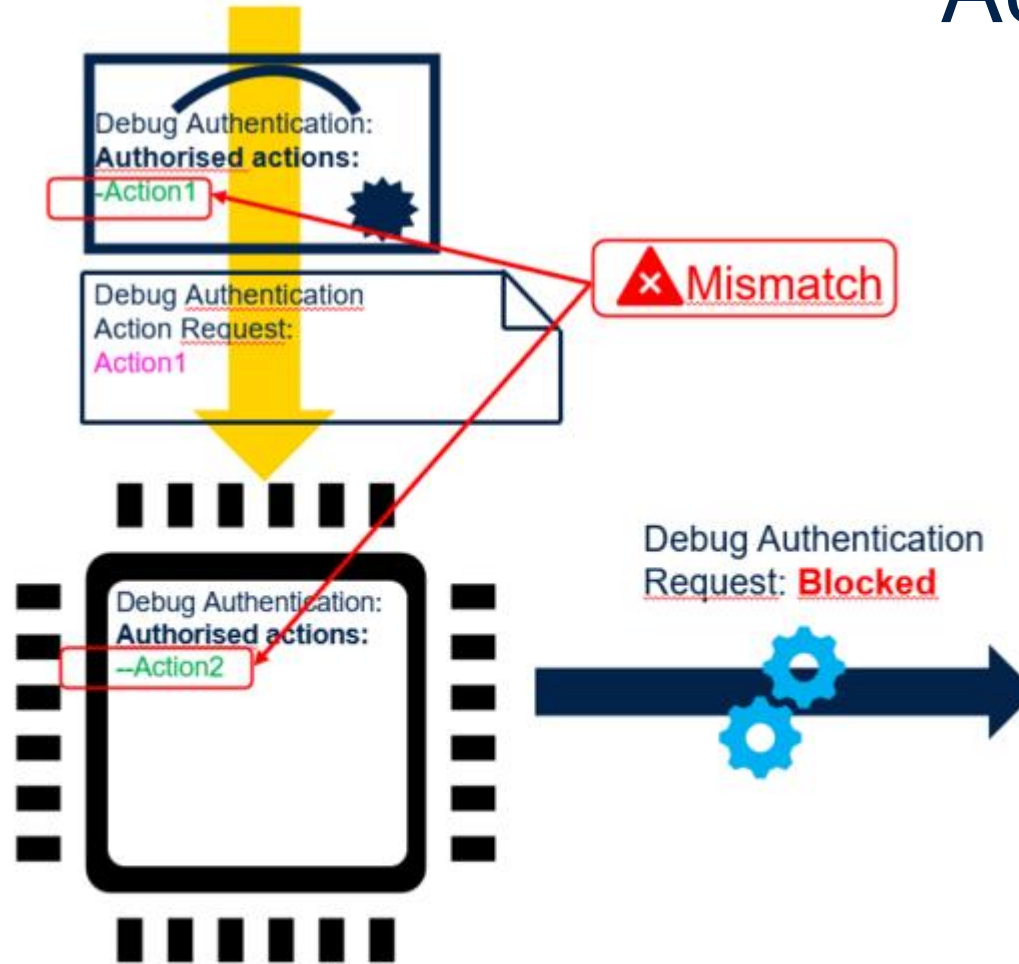 Debug Authentication:
Authorised actions:
-Action1
Mismatch
Debug Authentication
Action Request:
Action1
Debug Authentication
Request: Blocked
Debug Authentication:
Authorised actions:
--Action2